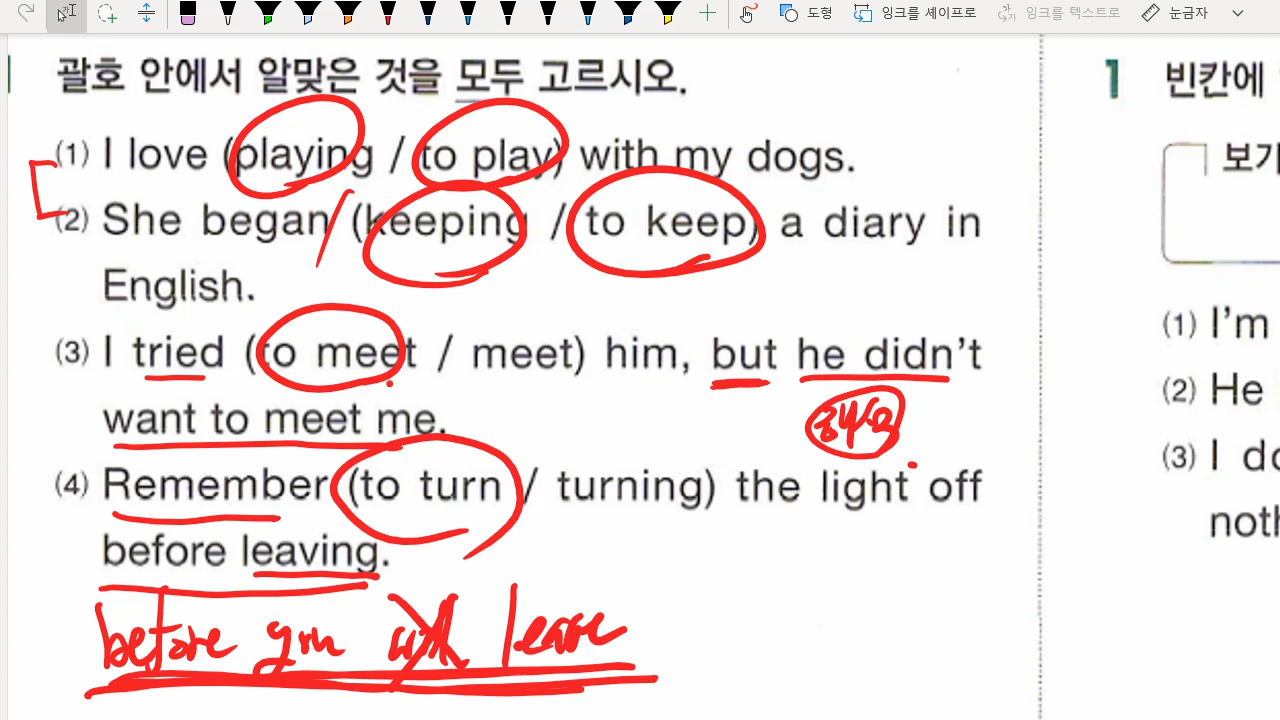 도형 잉크를 셰이프로 잉크를 텍스트로 눈금자
괄호 안에서 알맞은 것을 모두 고르시오.
(1) I love (playing / to play) with my dogs.
(2) She began (keeping / to keep) a diary in
English.
(3) I tried (to meet / meet) him, but he didn't
want to meet me.
중요
(4) Remember (to turn / turning) the light off
before leaving.
before you will leave
1 빈칸에
보기
(1) I'm
(2) He
(3) I do
noth